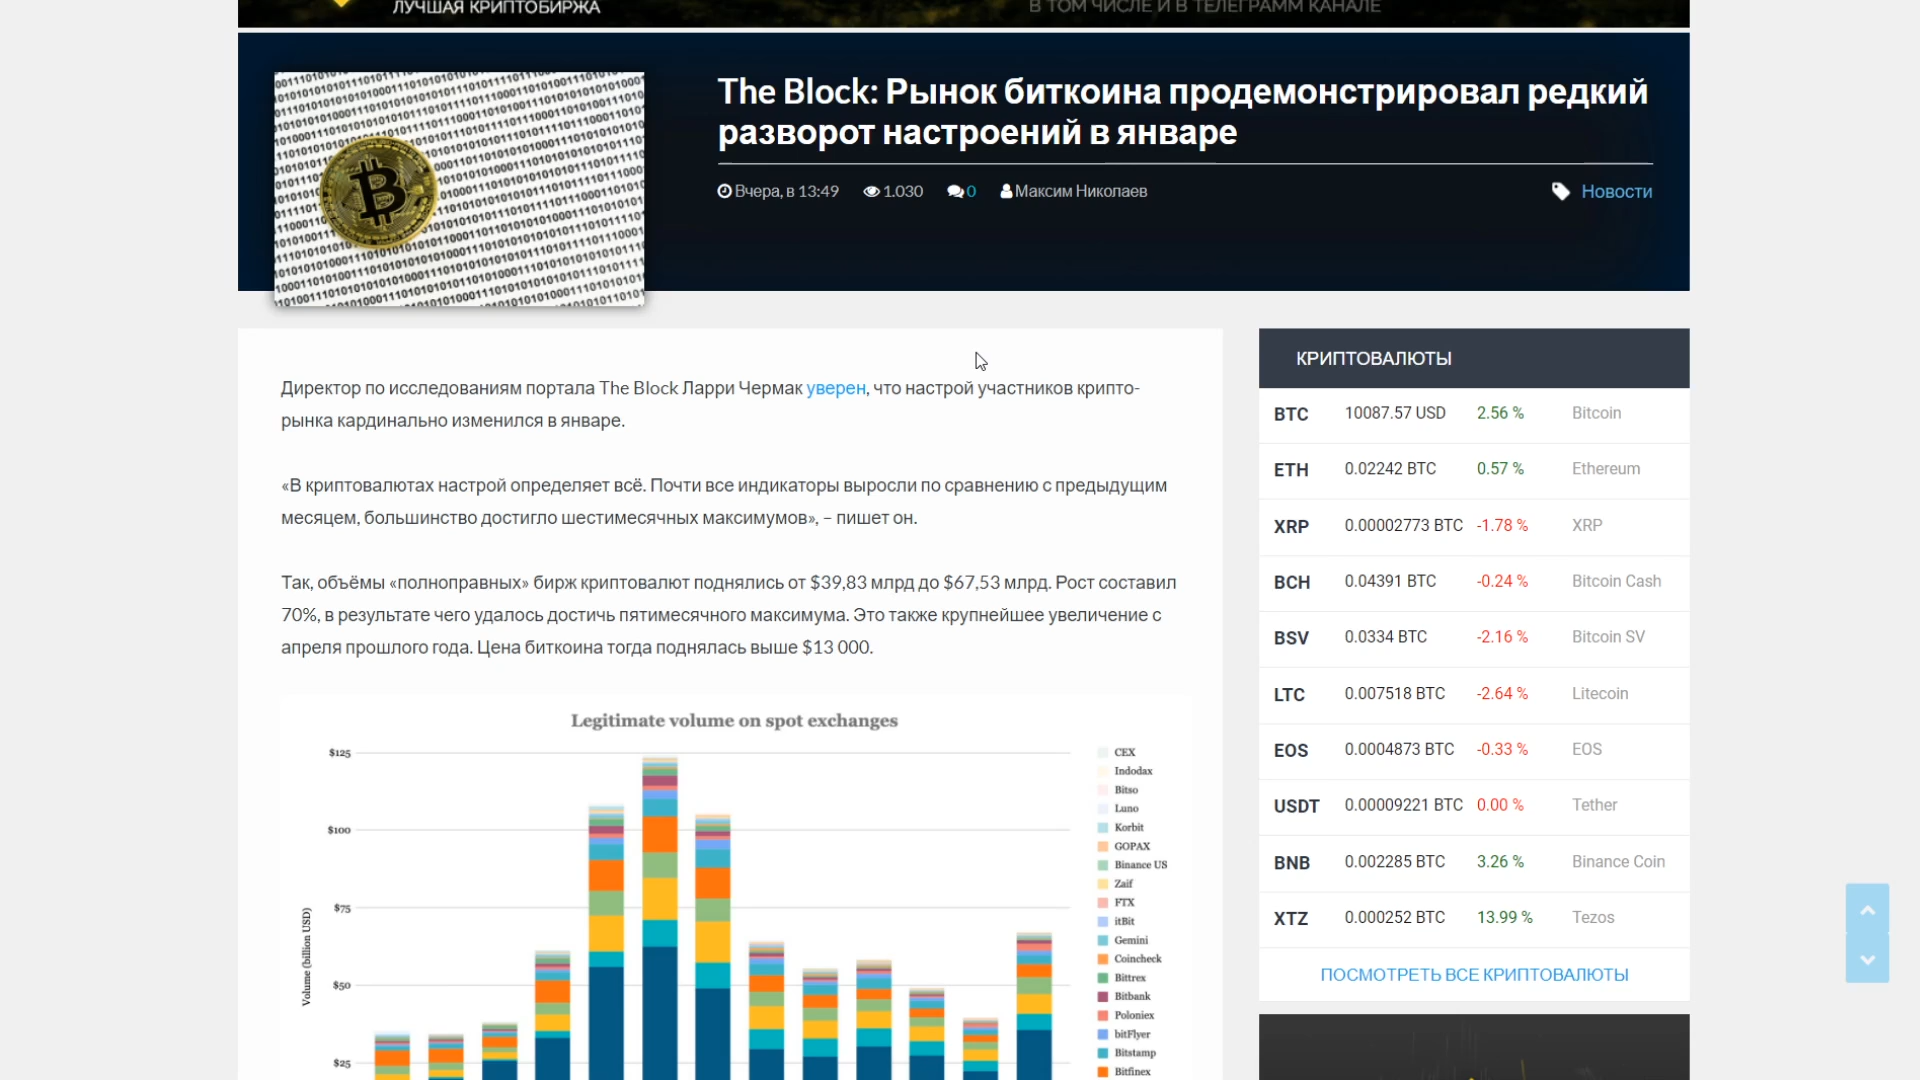 ЛУЧШАЯ КРИПТОБИРЖА
В ТОМ ЧИСЛЕ И В ТЕЛЕГРАММ КАНАЛЕ
The Block: Рынок биткоина продемонстрировал редкий
разворот настроений в январе
Вчера, в 13:49 1.030 0 Максим Николаев Новости
Директор по исследованиям портала The Block Ларри Чермак уверен, что настрой участников крипто-
рынка кардинально изменился в январе.
«В криптовалютах настрой определяет всё. Почти все индикаторы выросли по сравнению с предыдущим
месяцем, большинство достигло шестимесячных максимумов», – пишет он.
Так, объёмы «полноправных» бирж криптовалют поднялись от $39,83 млрд до $67,53 млрд. Рост составил
70%, в результате чего удалось достичь пятимесячного максимума. Это также крупнейшее увеличение с
апреля прошлого года. Цена биткоина тогда поднялась выше $13 000.
Legitimate volume on spot exchanges
$125
$100
$75
$50
$25
Volume (billion USD)
CEX
Indodax
Bitso
Luno
Korbit
GOPAX
Binance US
Zaif
FTX
itBit
Gemini
Coincheck
Bittrex
Bitbank
Poloniex
bitFlyer
Bitstamp
Bitfinex
КРИПТОВАЛЮТЫ
BTC 10087.57 USD 2.56 % Bitcoin
ETH 0.02242 BTC 0.57 % Ethereum
XRP 0.00002773 BTC -1.78 % XRP
BCH 0.04391 BTC -0.24 % Bitcoin Cash
BSV 0.0334 BTC -2.16 % Bitcoin SV
LTC 0.007518 BTC -2.64 % Litecoin
EOS 0.0004873 BTC -0.33 % EOS
USDT 0.00009221 BTC 0.00 % Tether
BNB 0.002285 BTC 3.26 % Binance Coin
XTZ 0.000252 BTC 13.99 % Tezos
ПОСМОТРЕТЬ ВСЕ КРИПТОВАЛЮТЫ